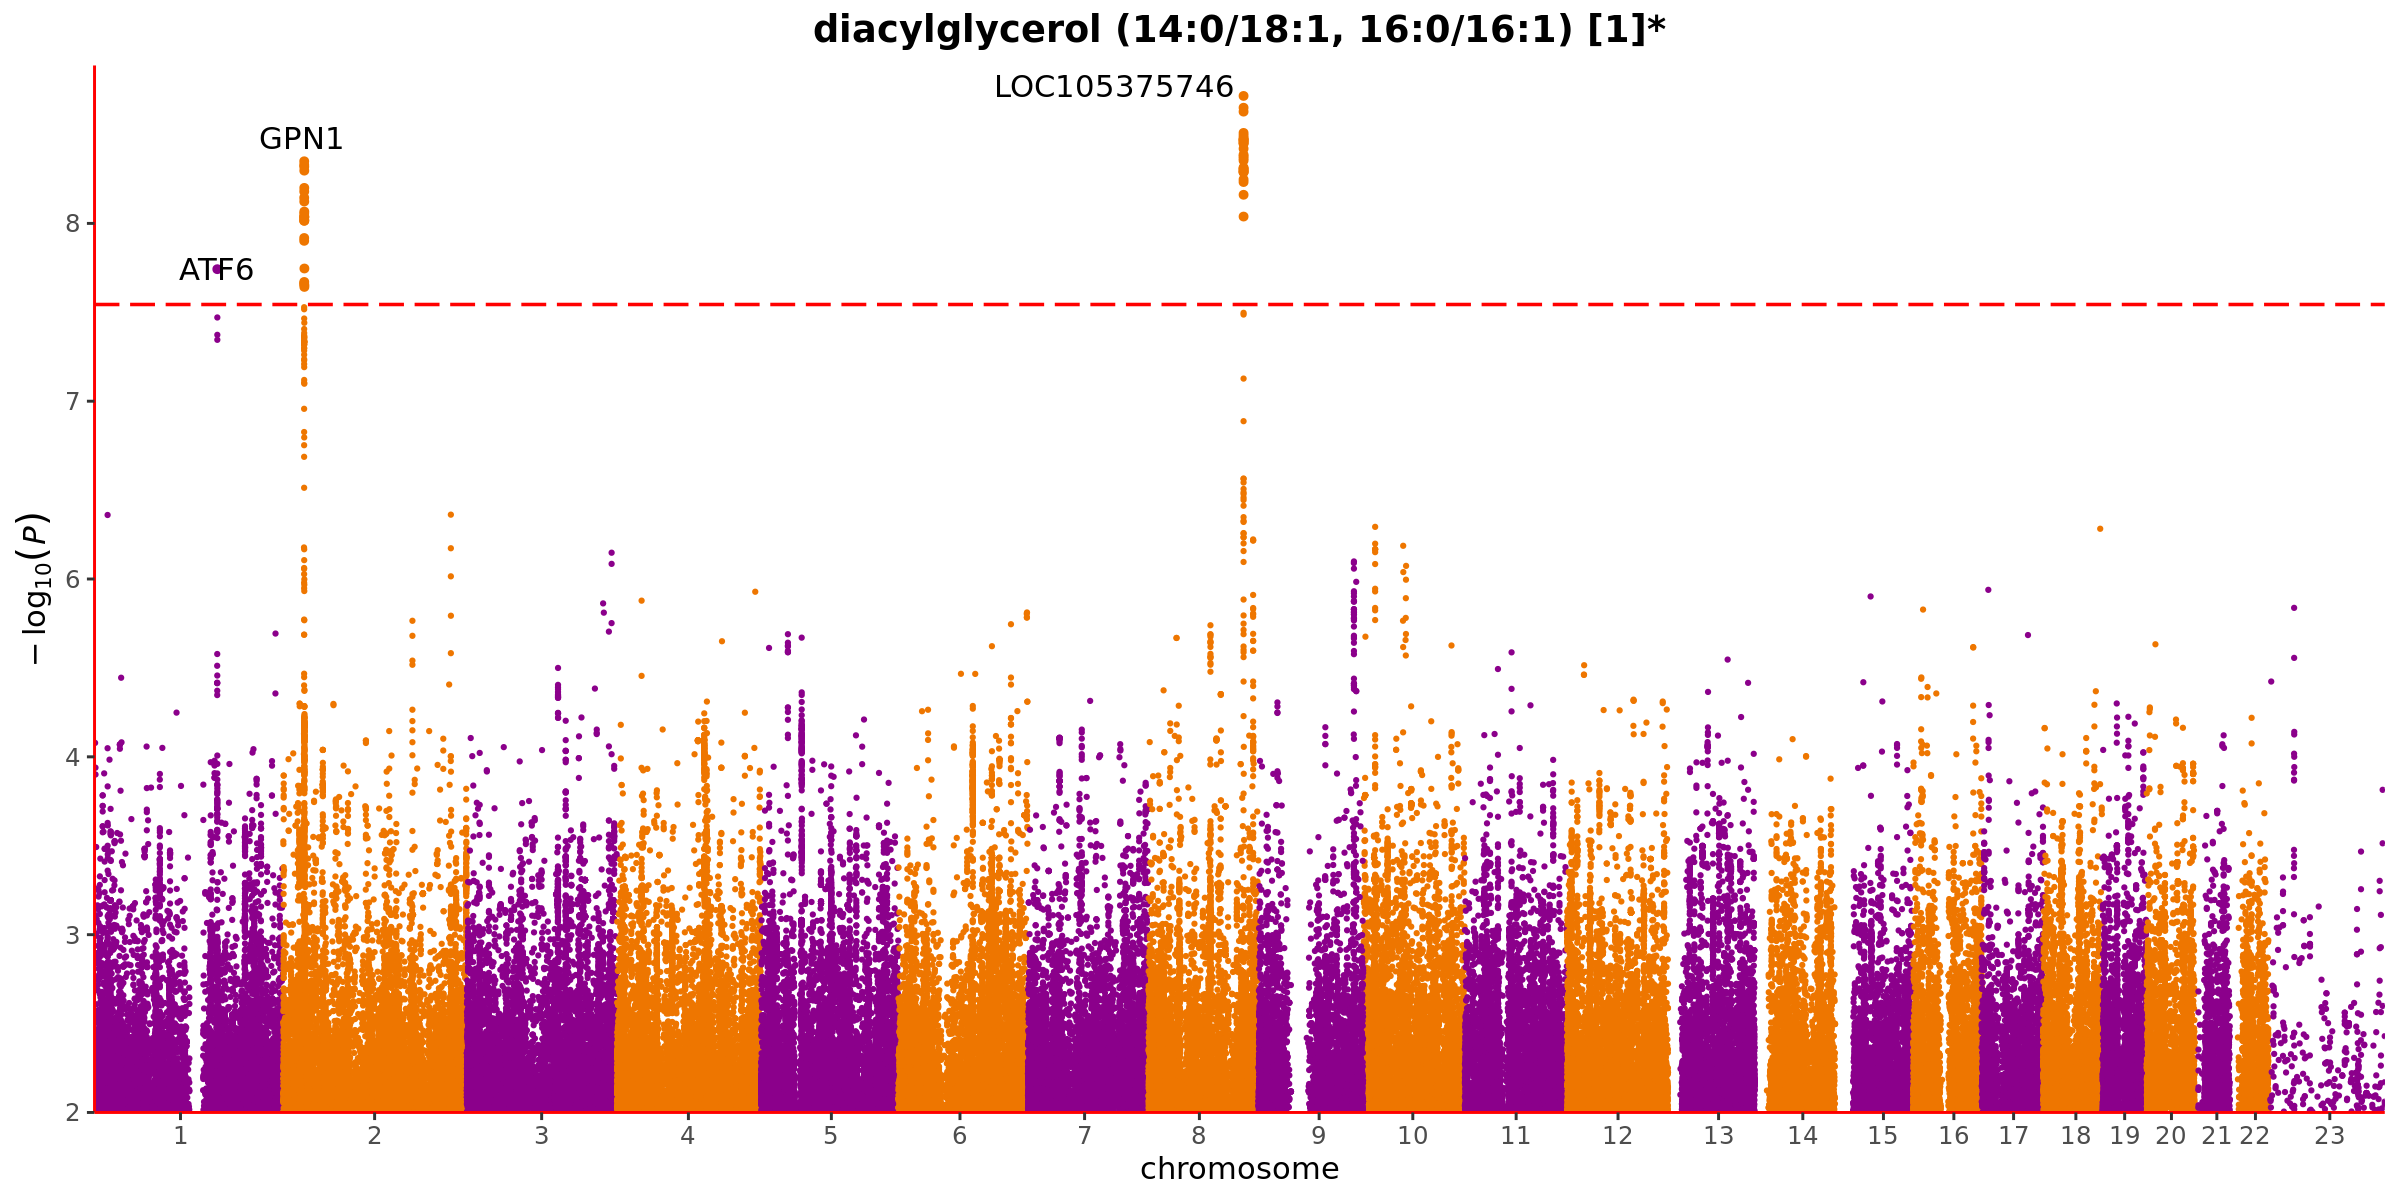 diacylglycerol (14:0/18:1, 16:0/16:1) [1]*
LOC105375746
GPN1
ATF6
8
7
6
5
4
3
2
−log10(P)
1 2 3 4 5 6 7 8 9 10 11 12 13 14 15 16 17 18 19 20 21 22 23
chromosome